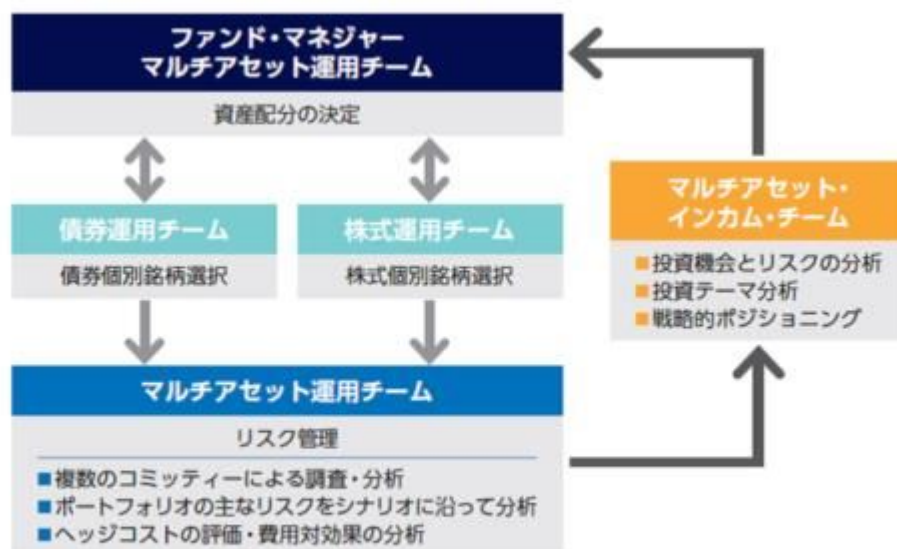 ファンド・マネジャー
マルチアセット運用チーム
資産配分の決定
債券運用チーム
債券個別銘柄選択
株式運用チーム
株式個別銘柄選択
マルチアセット・
インカム・チーム
■投資機会とリスクの分析
■投資テーマ分析
■戦略的ポジショニング
マルチアセット運用チーム
リスク管理
■複数のコミッティーによる調査・分析
■ポートフォリオの主なリスクをシナリオに沿って分析
■ヘッジコストの評価・費用対効果の分析